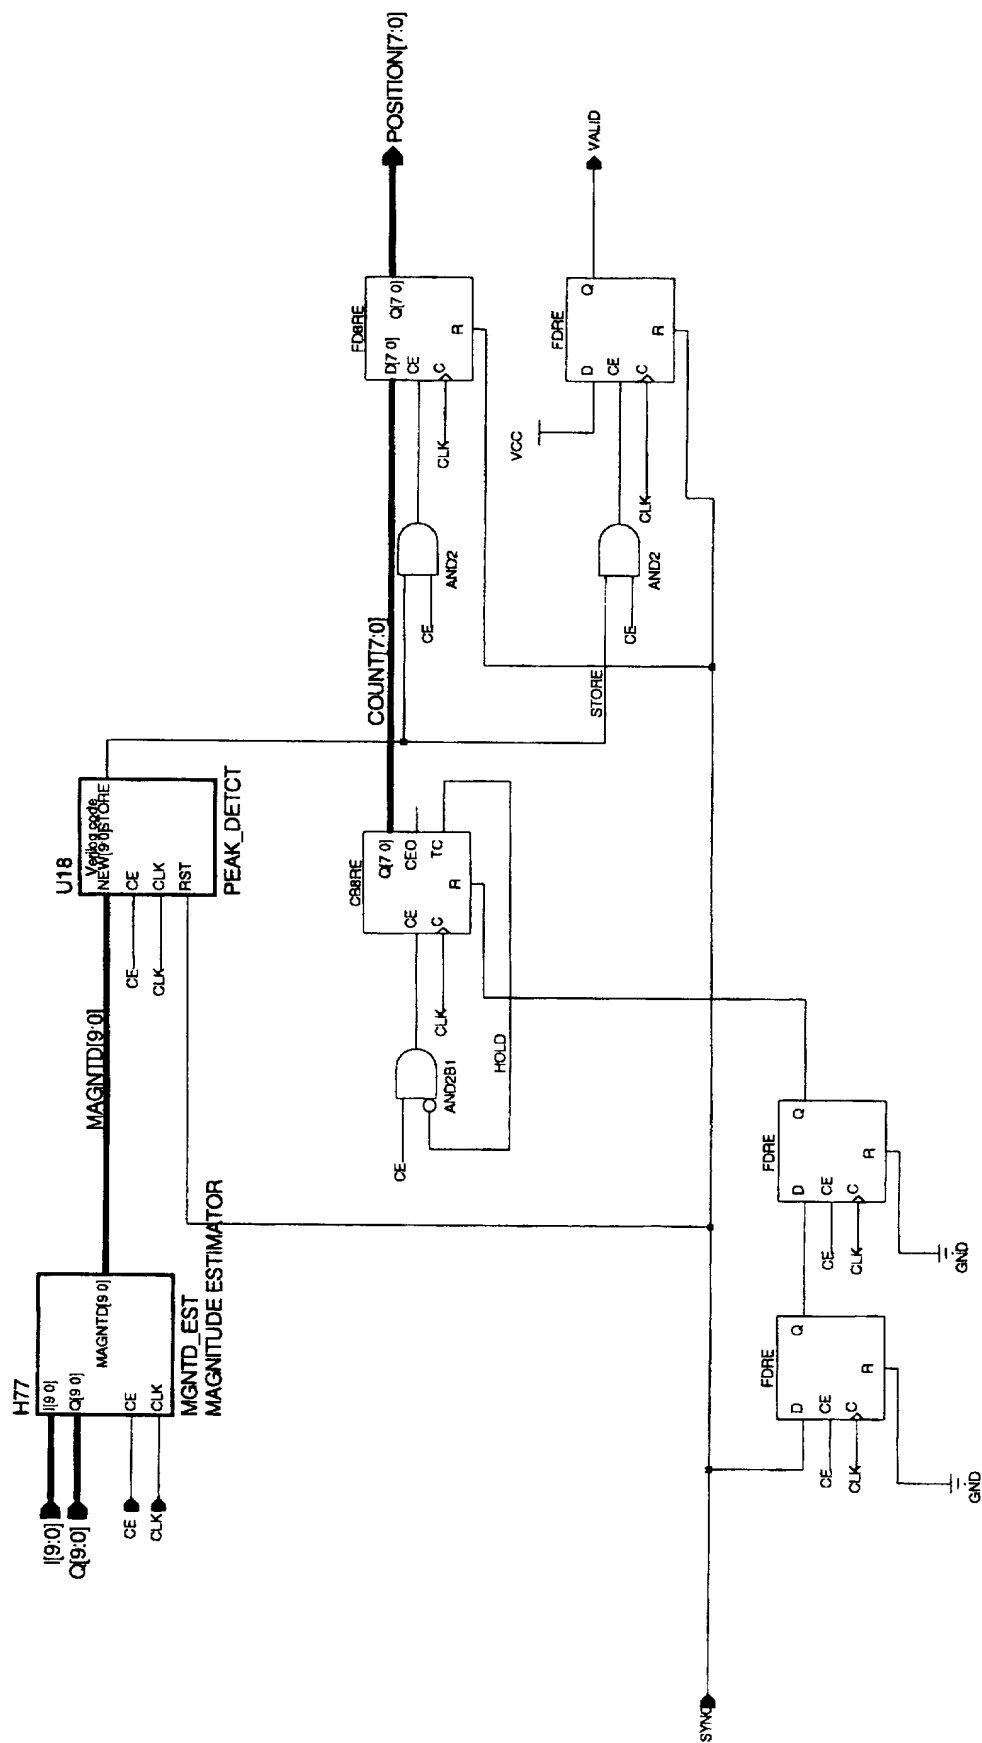 H77
I[9:0]
Q[9:0]
CE
CLK
I[9 0]
Q[9 0]
CE
CLK
MAGNTD[9 0]
MGNTD_EST
MAGNITUDE ESTIMATOR
MAGNTD[9:0]
U18
Verilog code
NEW[9:0]
STORE
CE
CLK
RST
CE
CLK
PEAK_DETCT
CE
AND2B1
HOLD
CLK
CB8RE
Q[7 0]
CE
CEO
C
TC
R
COUNT[7:0]
CE
AND2
CLK
FD8RE
D[7 0]
Q[7 0]
CE
C
R
POSITION[7:0]
STORE
CE
AND2
VCC
CLK
FDRE
D
Q
CE
C
R
VALID
SYNC
FDRE
D
Q
CE
C
R
CE
CLK
GND
FDRE
D
Q
CE
C
R
CE
CLK
GND